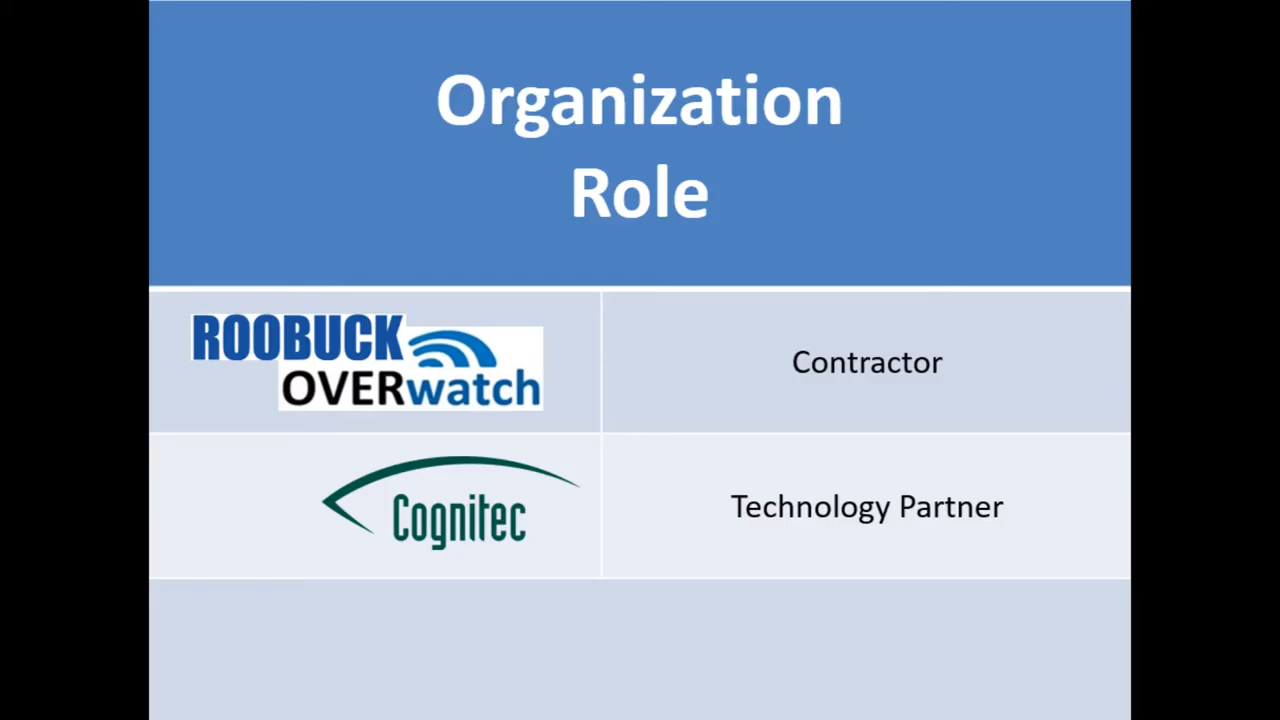 Organization
Role
ROOBUCK
OVERwatch
Contractor
Cognitec
Technology Partner